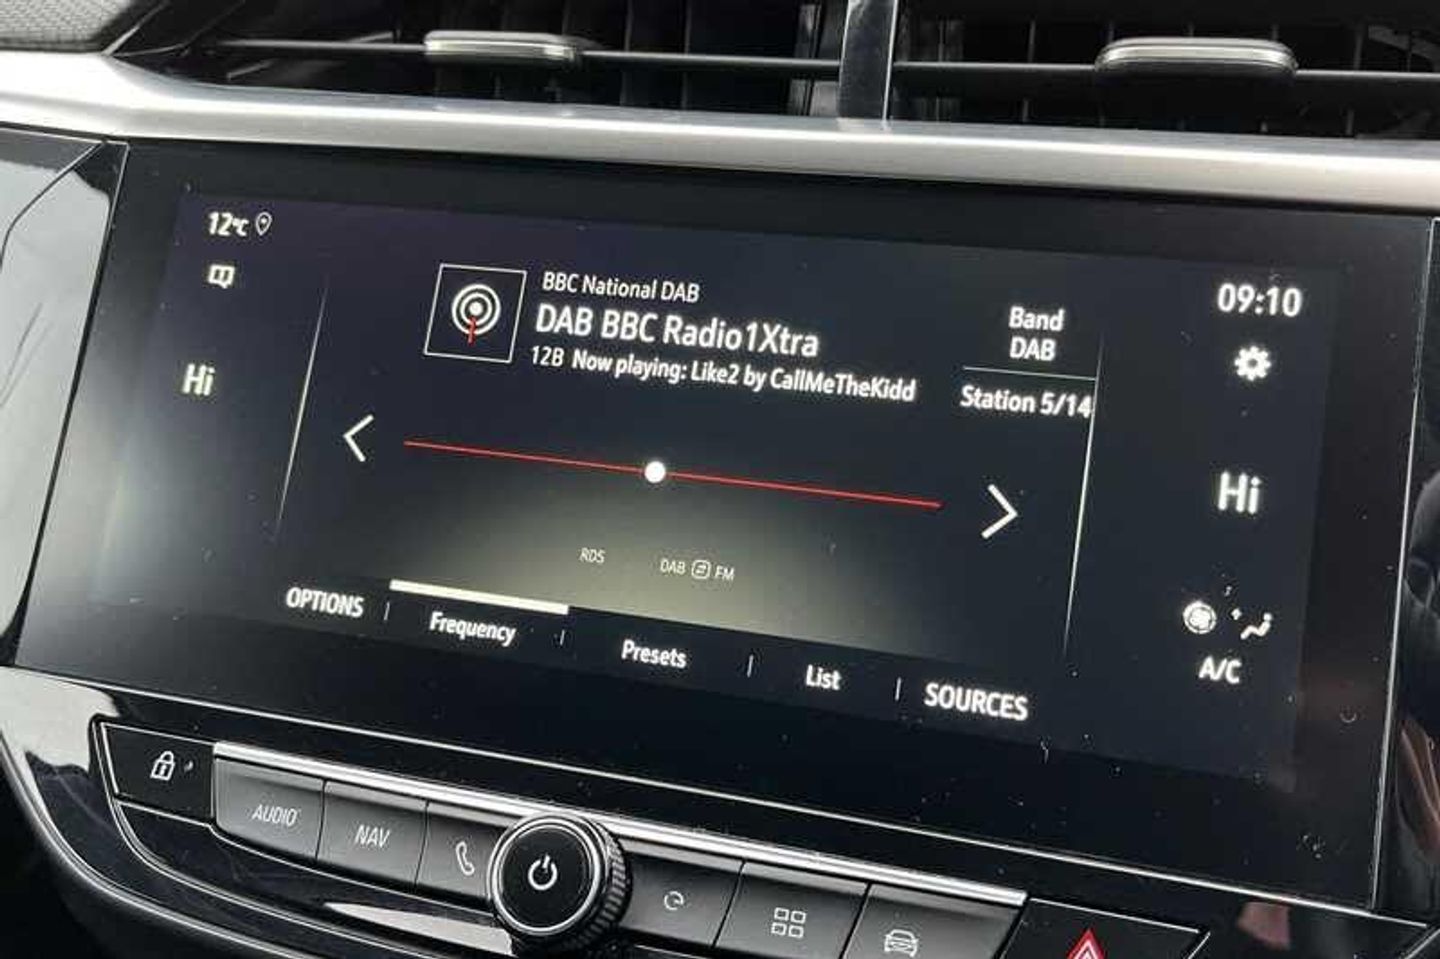 12°C
BBC National DAB
DAB BBC Radio1Xtra
12B Now playing: Like2 by CallMeTheKidd
Band
DAB
Station 5/14
09:10
Hi
Hi
RDS
DAB FM
A/C
OPTIONS
Frequency
Presets
List
SOURCES
AUDIO
NAV